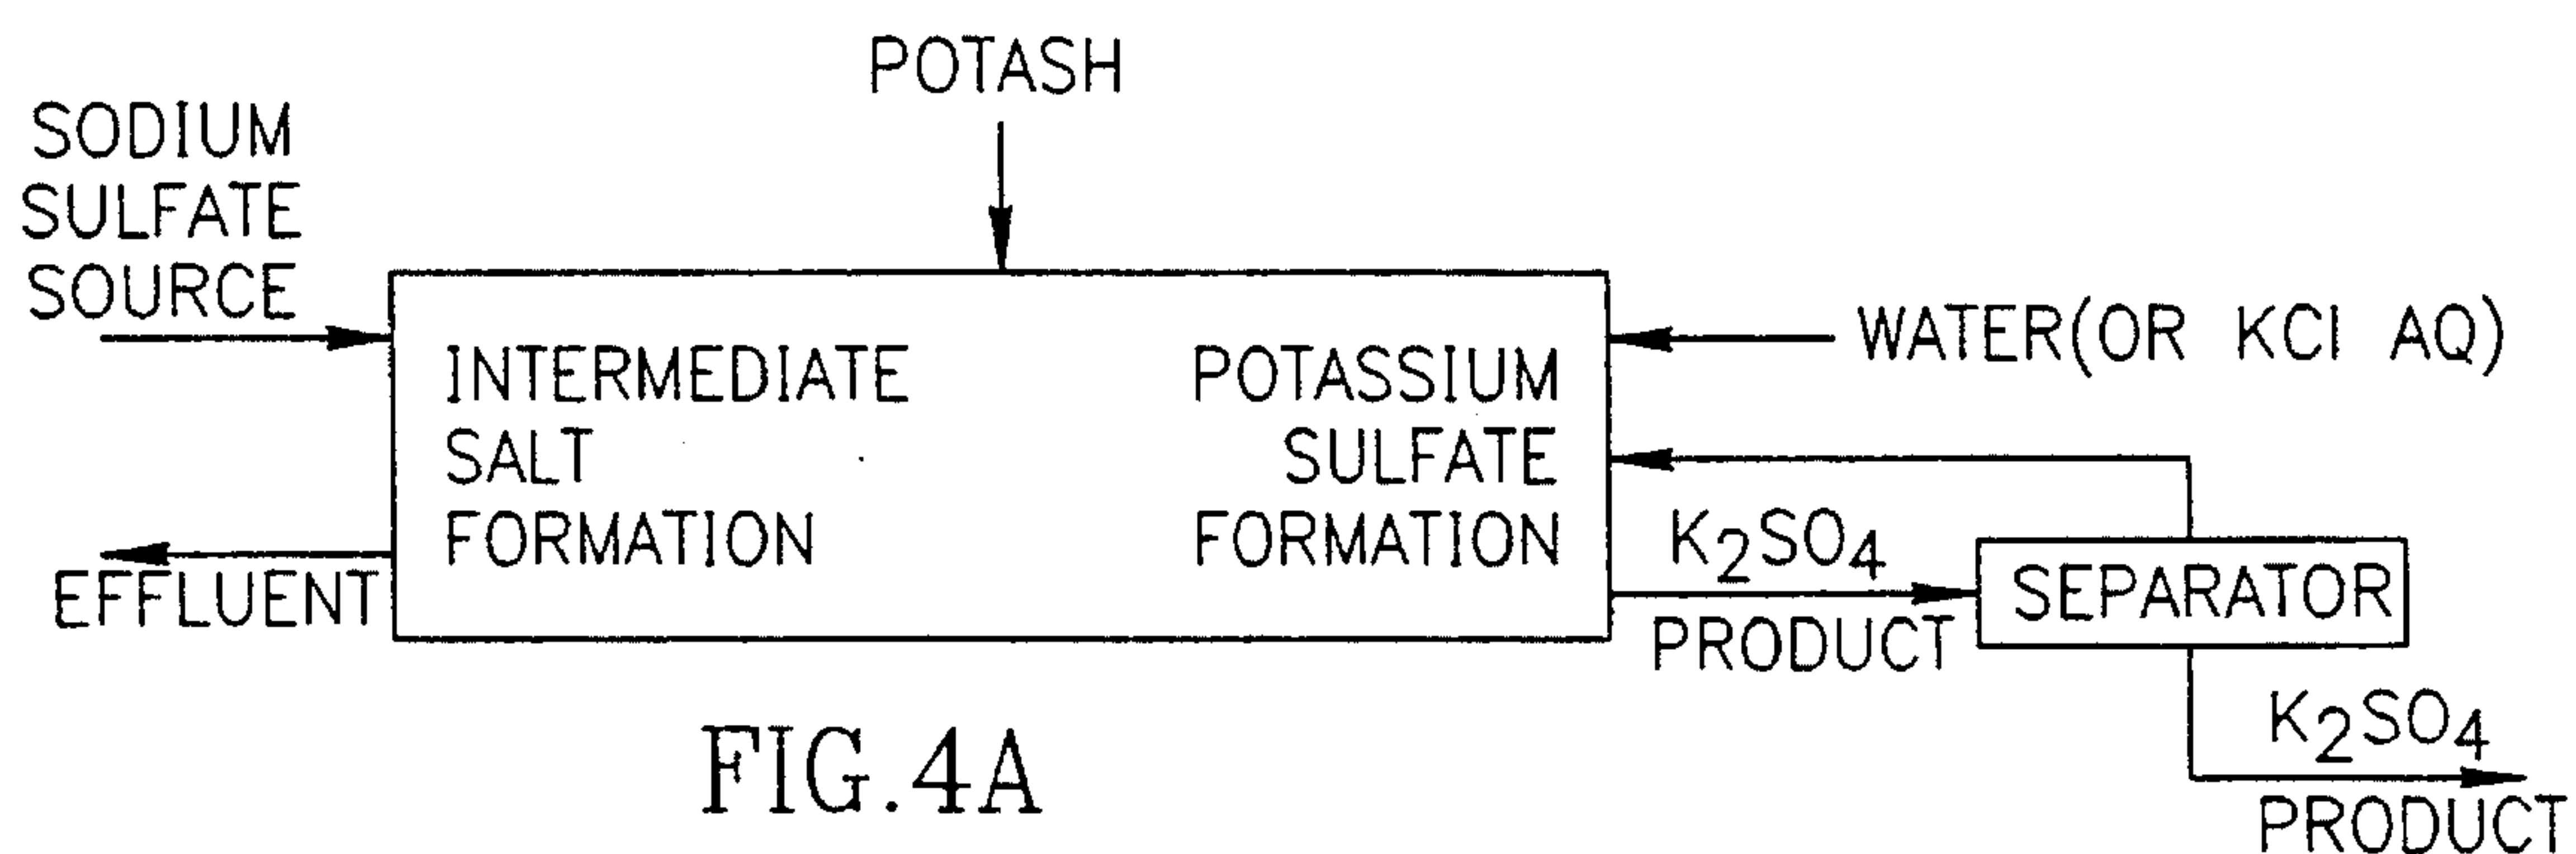 POTASH
SODIUM
SULFATE
SOURCE
INTERMEDIATE
SALT
FORMATION
EFFLUENT
POTASSIUM
SULFATE
FORMATION
WATER(OR KCl AQ)
K₂SO₄
PRODUCT
SEPARATOR
K₂SO₄
PRODUCT
FIG.4A